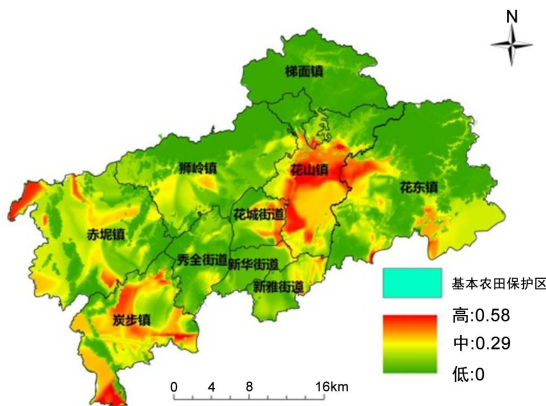 N
梯面镇
狮岭镇
花山镇
花东镇
花城街道
赤坭镇
秀全街道
新华街道
新雅街道
炭步镇
基本农田保护区
高:0.58
中:0.29
低:0
0 4 8 16km